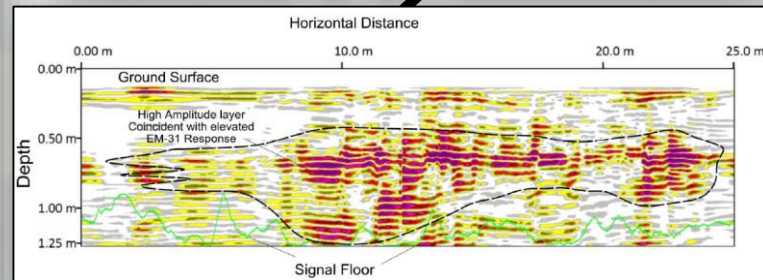 Horizontal Distance
0.00 m
10.0 m
20.0 m
25.0 m
0.00 m
Ground Surface
High Amplitude layer
Coincident with elevated
EM-31 Response
0.50 m
Depth
1.00 m
1.25 m
Signal Floor